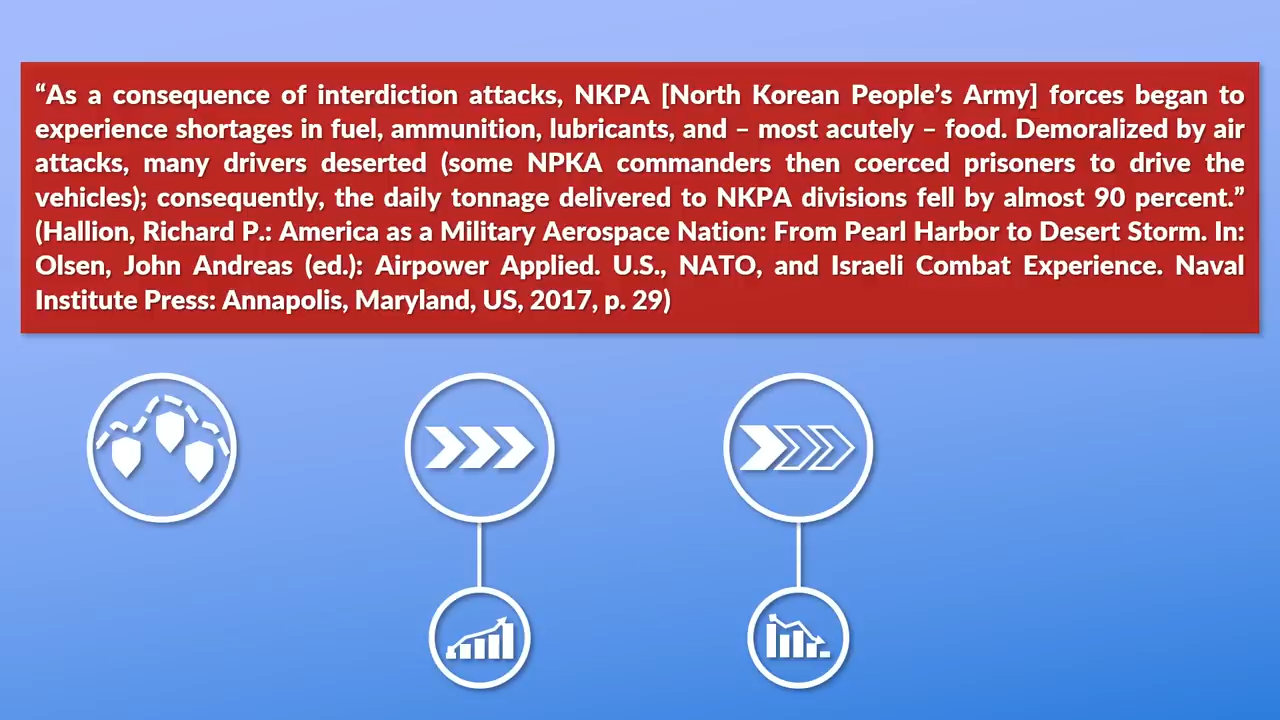 “As a consequence of interdiction attacks, NKPA [North Korean People’s Army] forces began to
experience shortages in fuel, ammunition, lubricants, and – most acutely – food. Demoralized by air
attacks, many drivers deserted (some NPKA commanders then coerced prisoners to drive the
vehicles); consequently, the daily tonnage delivered to NKPA divisions fell by almost 90 percent.”
(Hallion, Richard P.: America as a Military Aerospace Nation: From Pearl Harbor to Desert Storm. In:
Olsen, John Andreas (ed.): Airpower Applied. U.S., NATO, and Israeli Combat Experience. Naval
Institute Press: Annapolis, Maryland, US, 2017, p. 29)